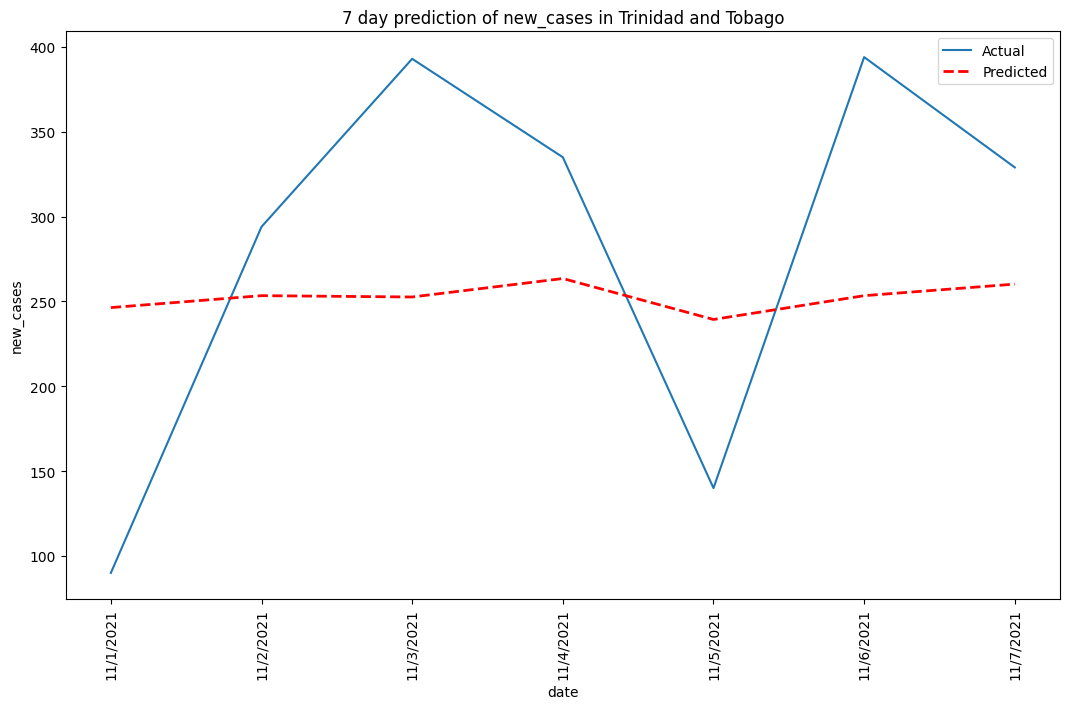 7 day prediction of new_cases in Trinidad and Tobago
Actual
Predicted
400
350
300
250
200
150
100
new_cases
11/1/2021
11/2/2021
11/3/2021
11/4/2021
11/5/2021
11/6/2021
11/7/2021
date